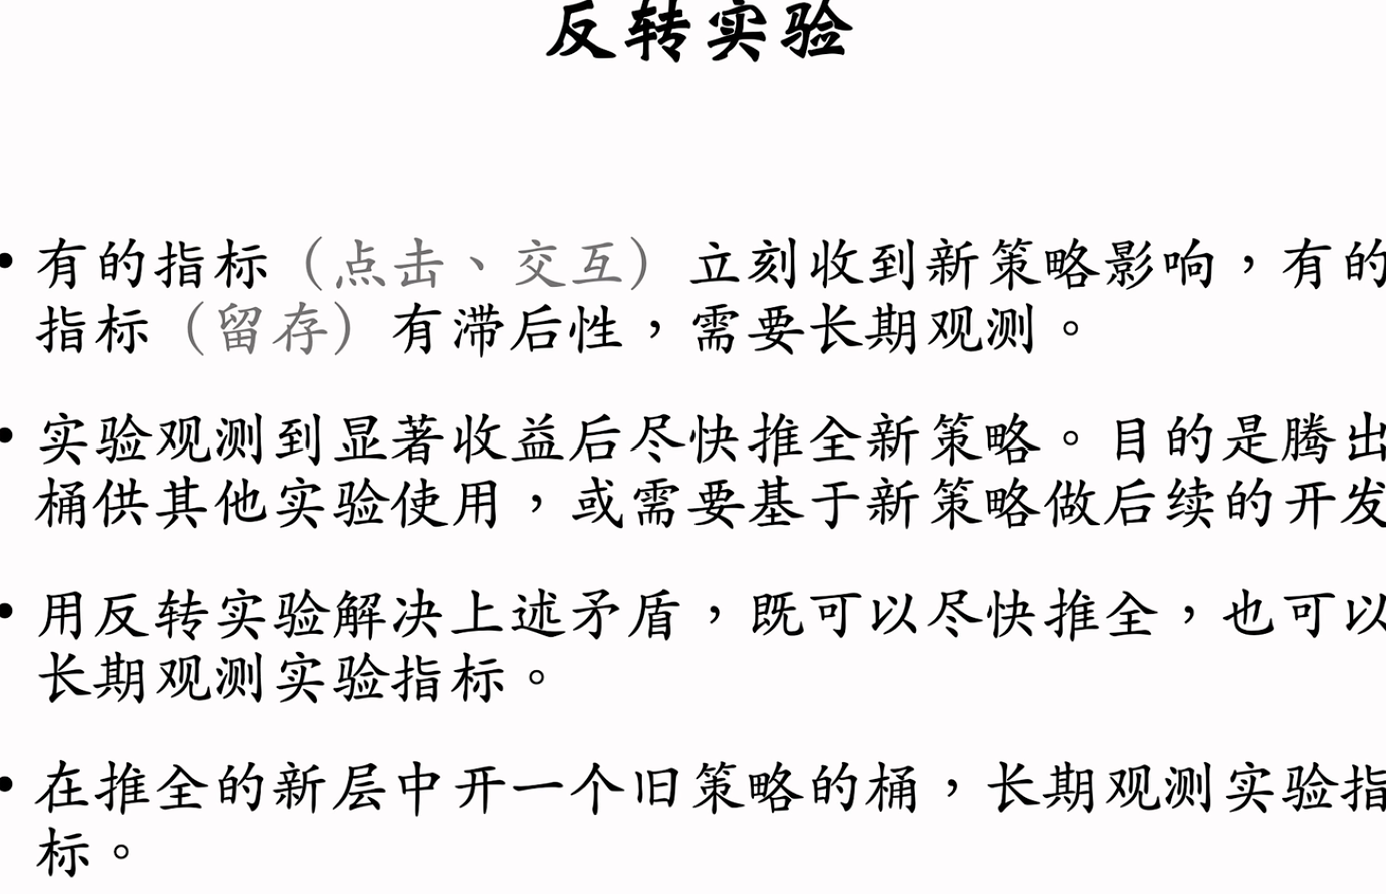 反转实验
• 有的指标（点击、交互）立刻收到新策略影响，有的
指标（留存）有滞后性，需要长期观测。
• 实验观测到显著收益后尽快推全新策略。目的是腾出
桶供其他实验使用，或需要基于新策略做后续的开发
• 用反转实验解决上述矛盾，既可以尽快推全，也可以
长期观测实验指标。
• 在推全的新层中开一个旧策略的桶，长期观测实验指
标。